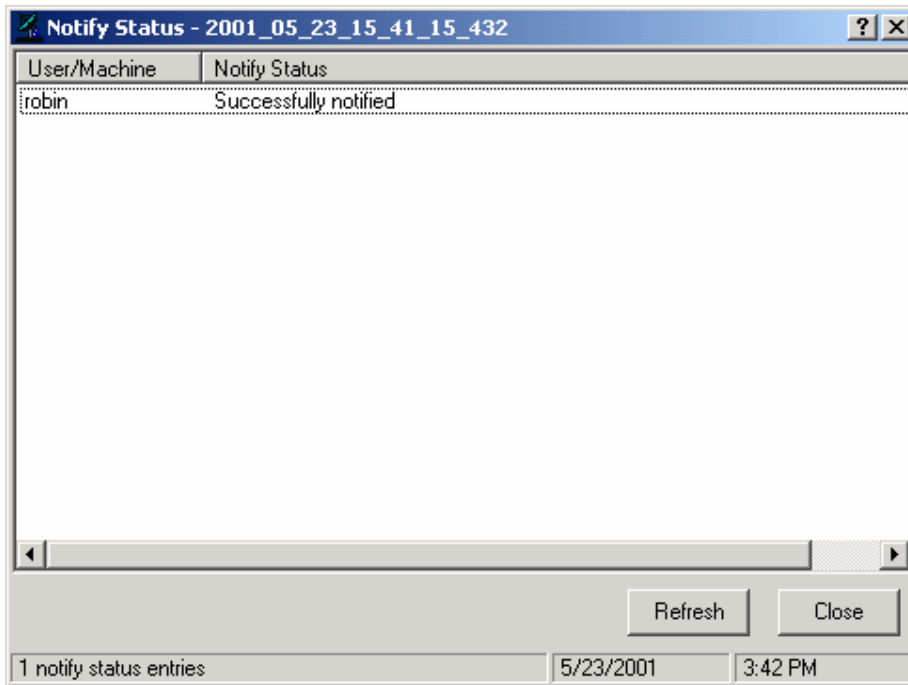 Notify Status - 2001_05_23_15_41_15_432
User/Machine Notify Status
robin Successfully notified
Refresh Close
1 notify status entries 5/23/2001 3:42 PM